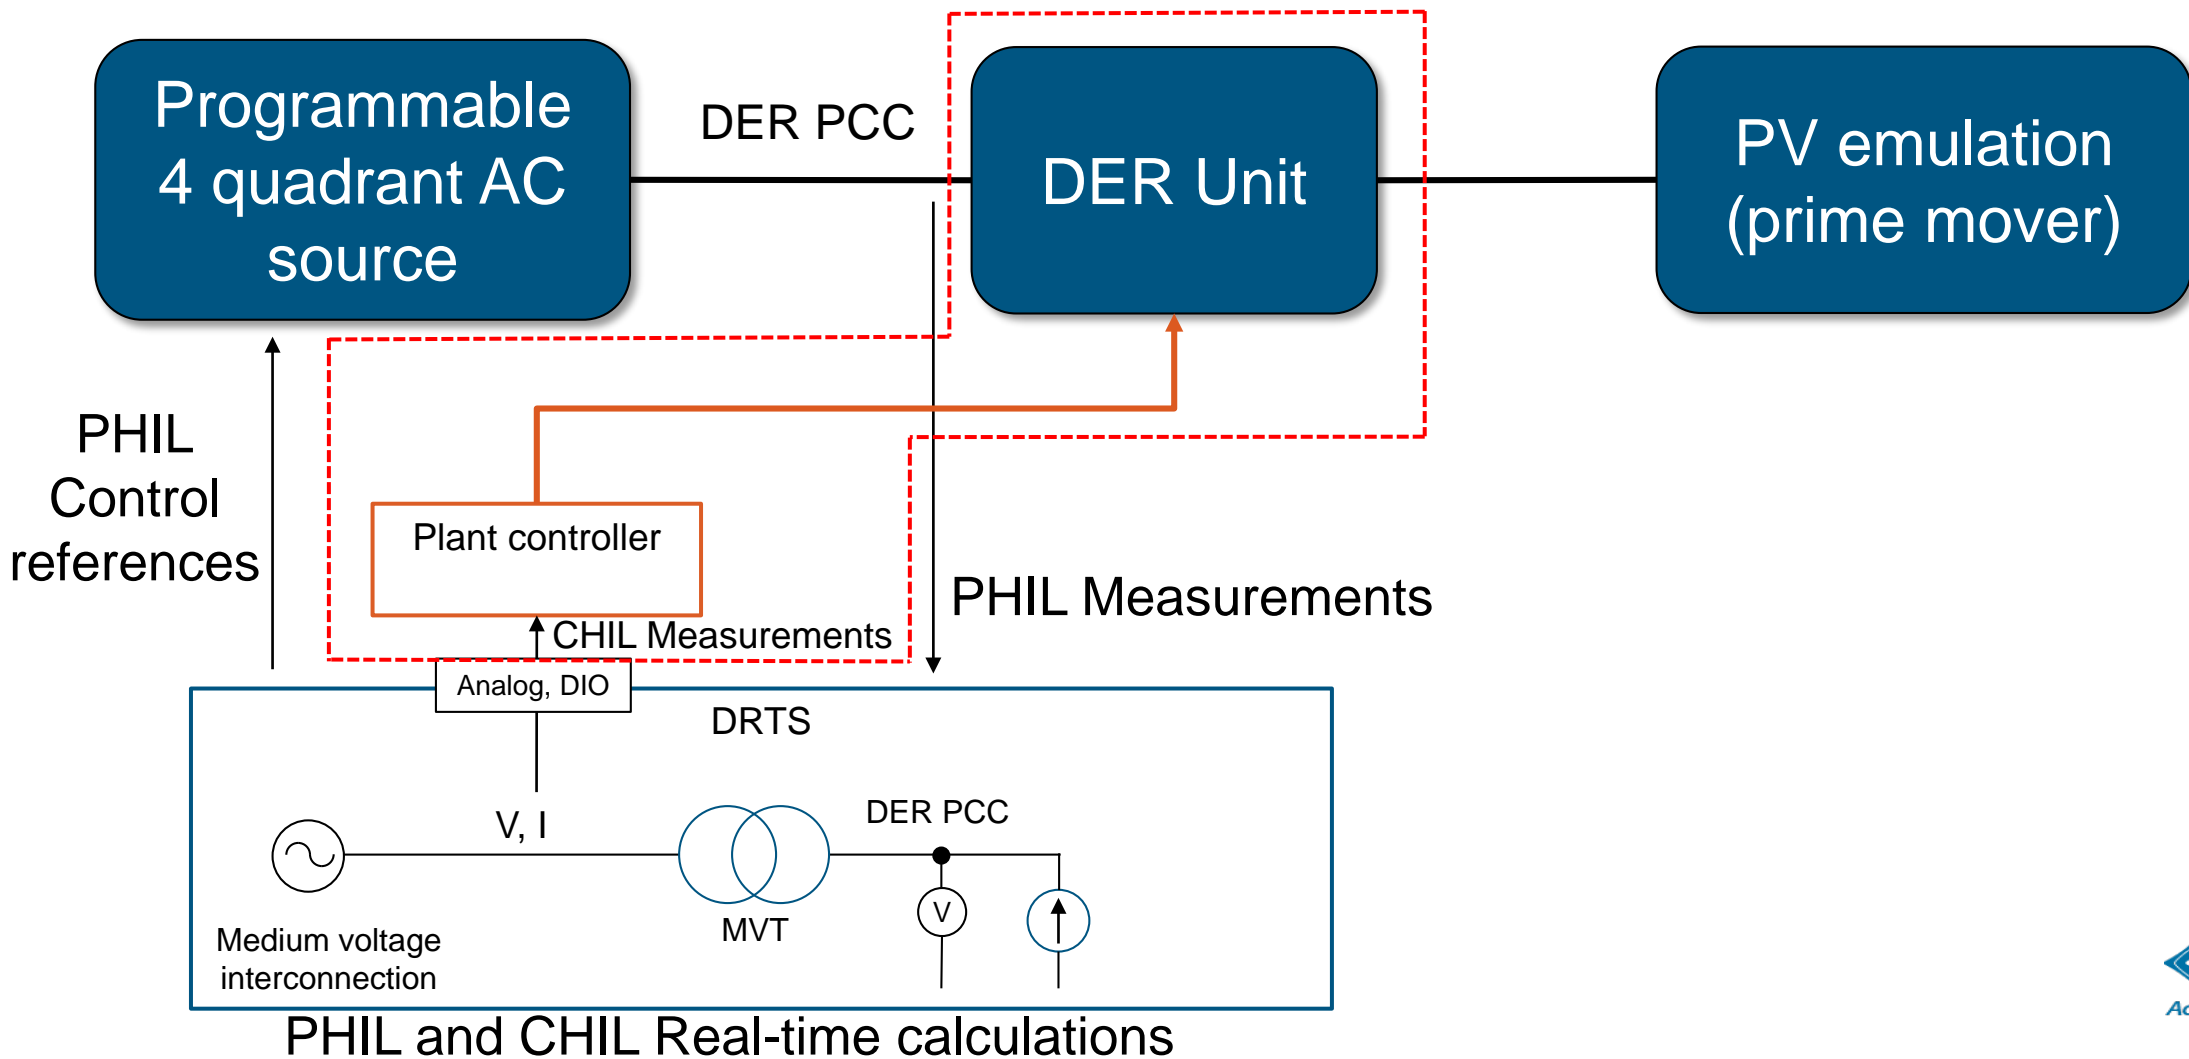 Programmable
4 quadrant AC
source
DER PCC
DER Unit
PV emulation
(prime mover)
PHIL
Control
references
Plant controller
CHIL Measurements
PHIL Measurements
Analog, DIO
DRTS
V, I
DER PCC
V
MVT
Medium voltage
interconnection
PHIL and CHIL Real-time calculations